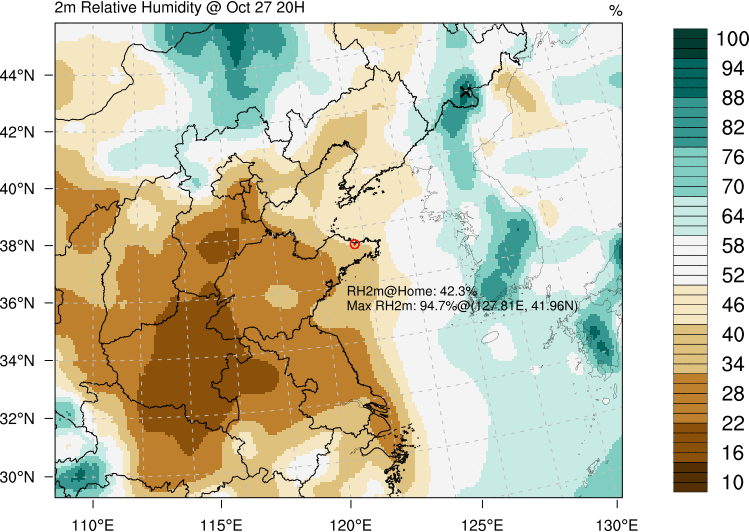 2m Relative Humidity @ Oct 27 20H
%
44°N
42°N
40°N
38°N
36°N
34°N
32°N
30°N
110°E
115°E
120°E
125°E
130°E
RH2m@Home: 42.3%
Max RH2m: 94.7%@(127.81E, 41.96N)
100
94
88
82
76
70
64
58
52
46
40
34
28
22
16
10